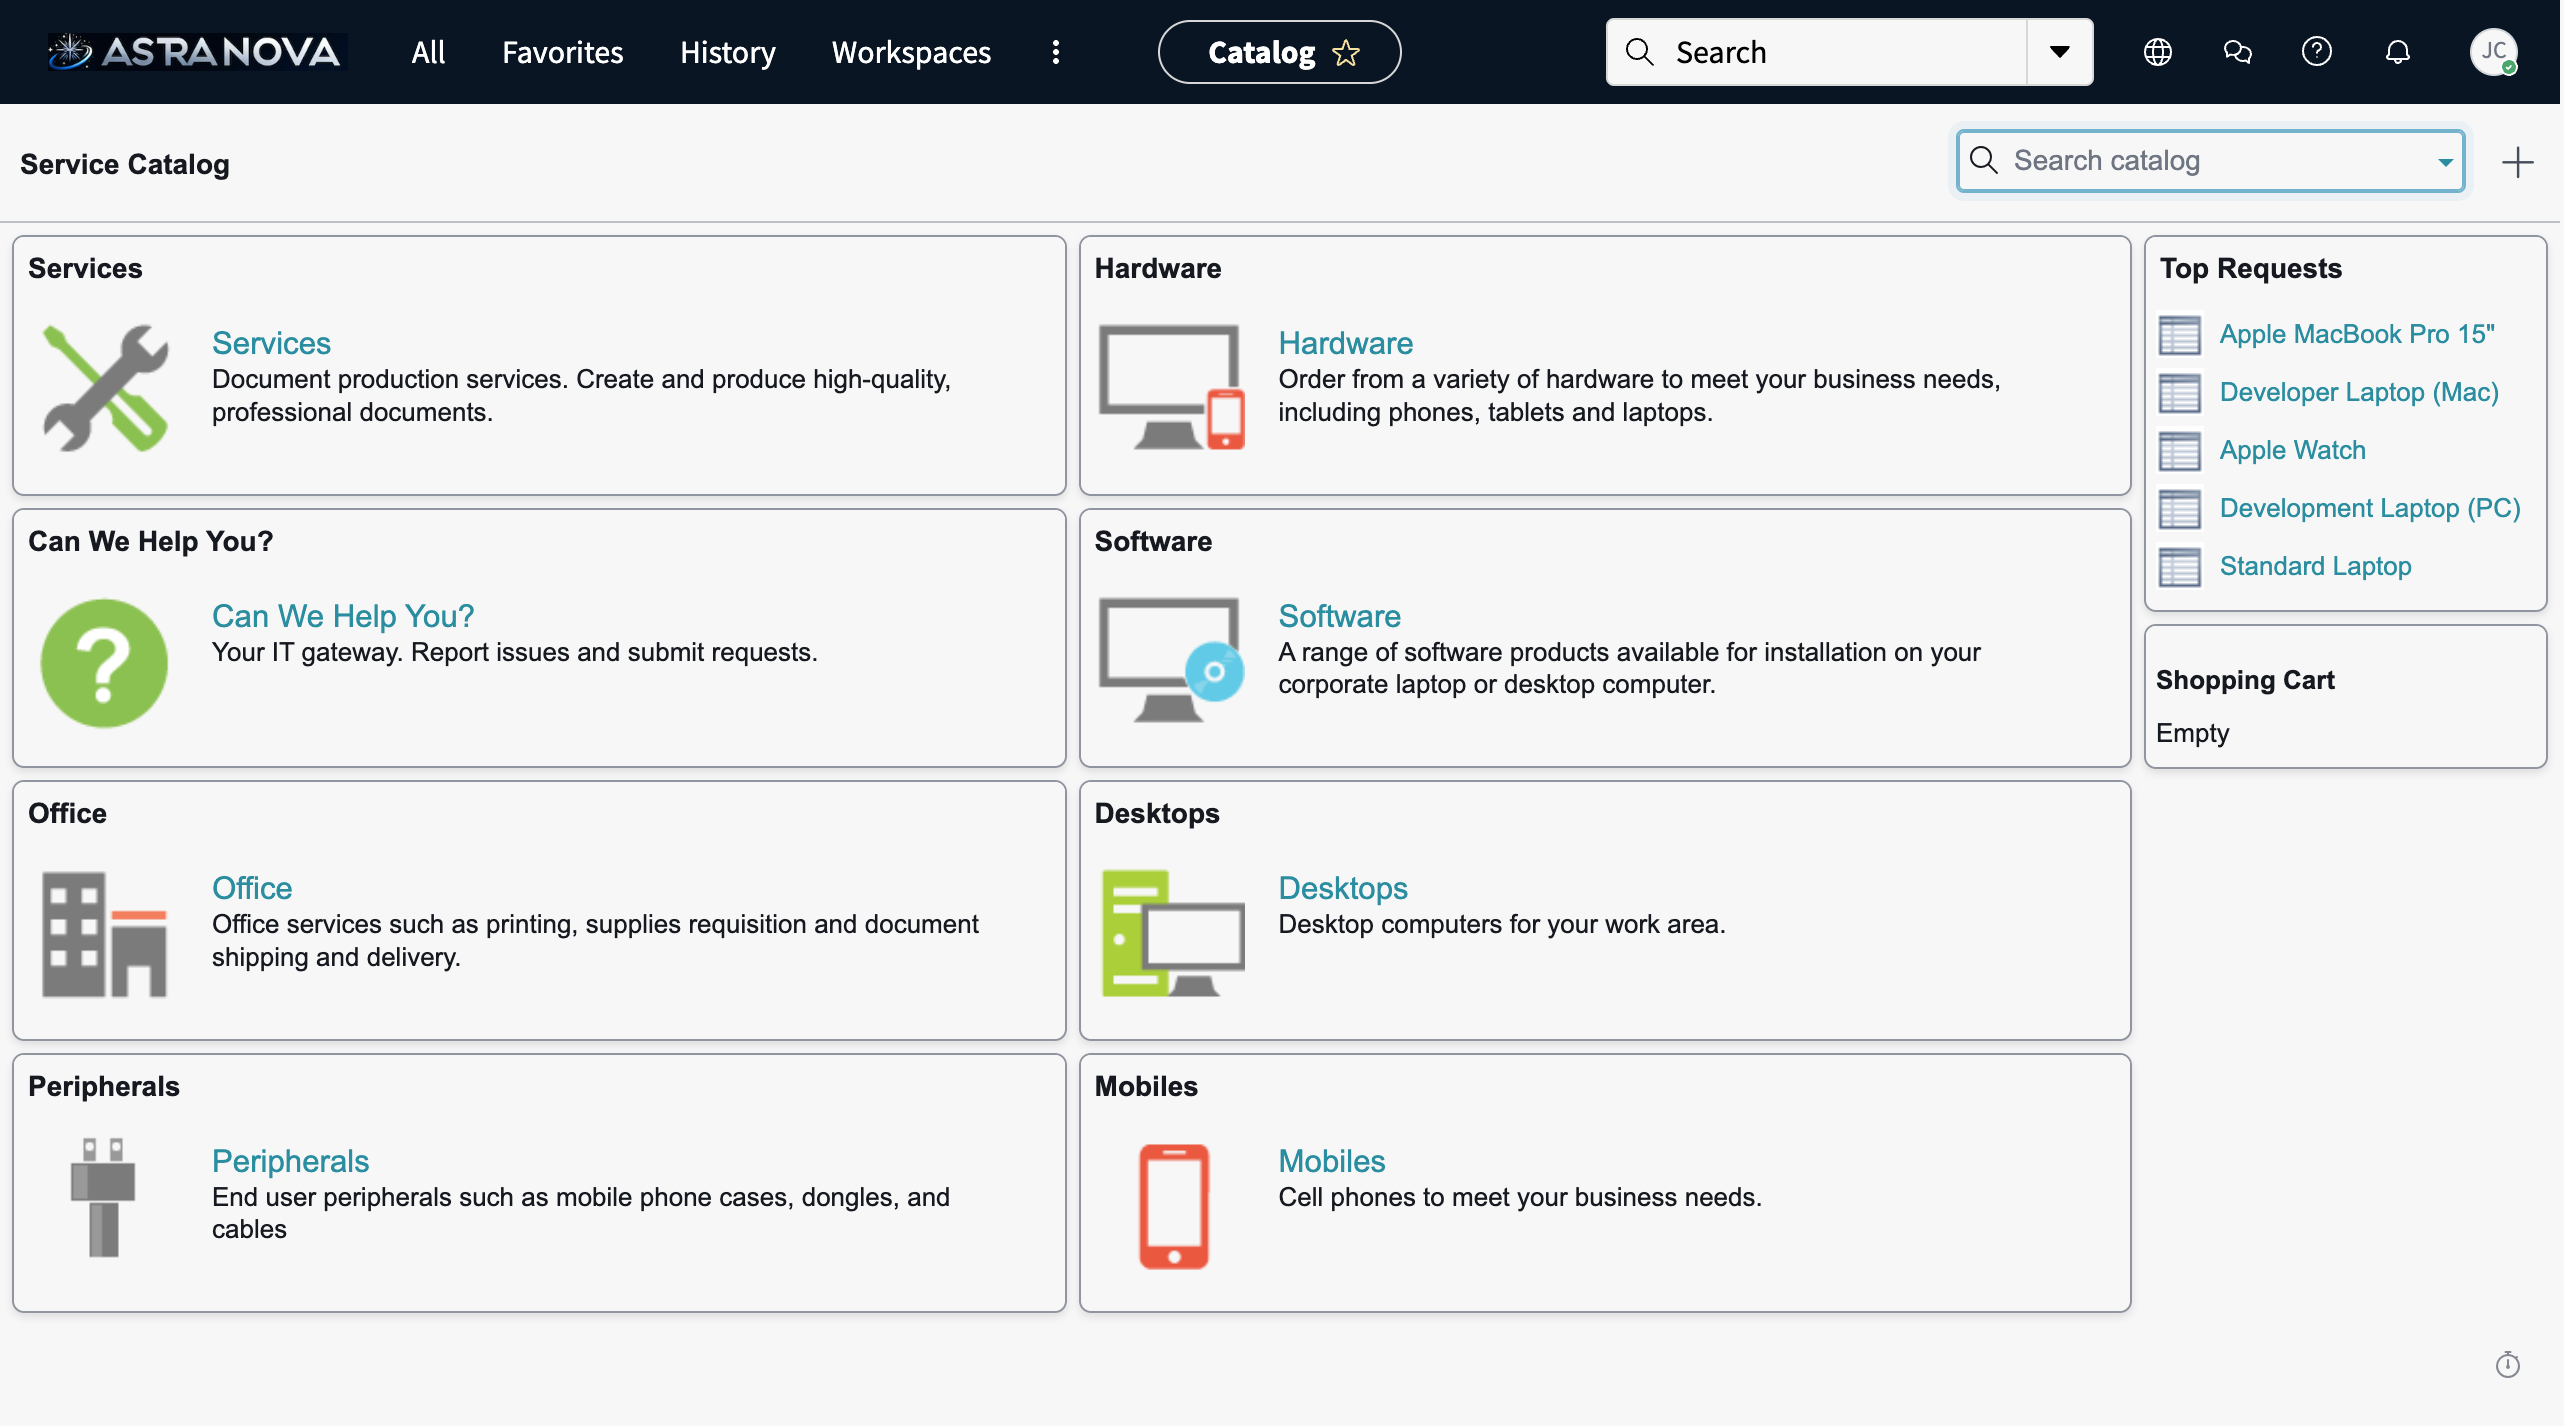 ASTRANOVA All Favorites History Workspaces Catalog Search JC
Service Catalog Search catalog
Services
Services
Document production services. Create and produce high-quality,
professional documents.
Hardware
Hardware
Order from a variety of hardware to meet your business needs,
including phones, tablets and laptops.
Top Requests
Apple MacBook Pro 15"
Developer Laptop (Mac)
Apple Watch
Development Laptop (PC)
Standard Laptop
Can We Help You?
Can We Help You?
Your IT gateway. Report issues and submit requests.
Software
Software
A range of software products available for installation on your
corporate laptop or desktop computer.
Shopping Cart
Empty
Office
Office
Office services such as printing, supplies requisition and document
shipping and delivery.
Desktops
Desktops
Desktop computers for your work area.
Peripherals
Peripherals
End user peripherals such as mobile phone cases, dongles, and
cables
Mobiles
Mobiles
Cell phones to meet your business needs.